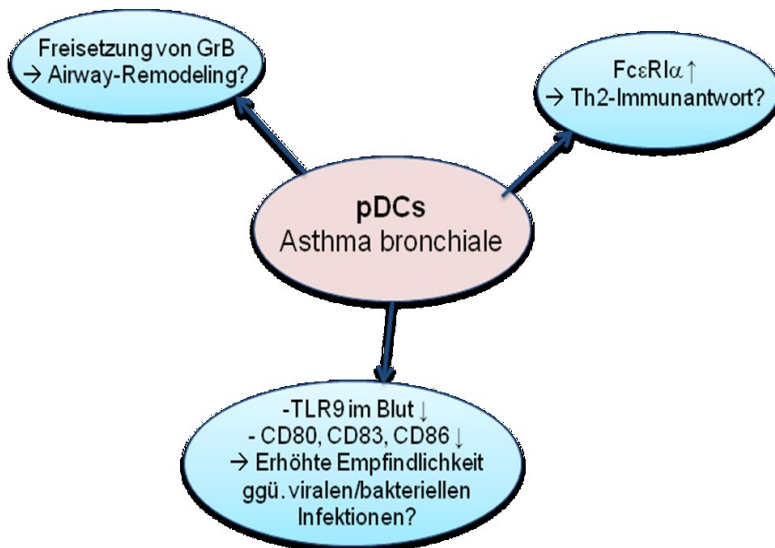 Freisetzung von GrB
→ Airway-Remodeling?
FcεRIα ↑
→ Th2-Immunantwort?
pDCs
Asthma bronchiale
-TLR9 im Blut ↓
- CD80, CD83, CD86 ↓
→ Erhöhte Empfindlichkeit
ggü. viralen/bakteriellen
Infektionen?